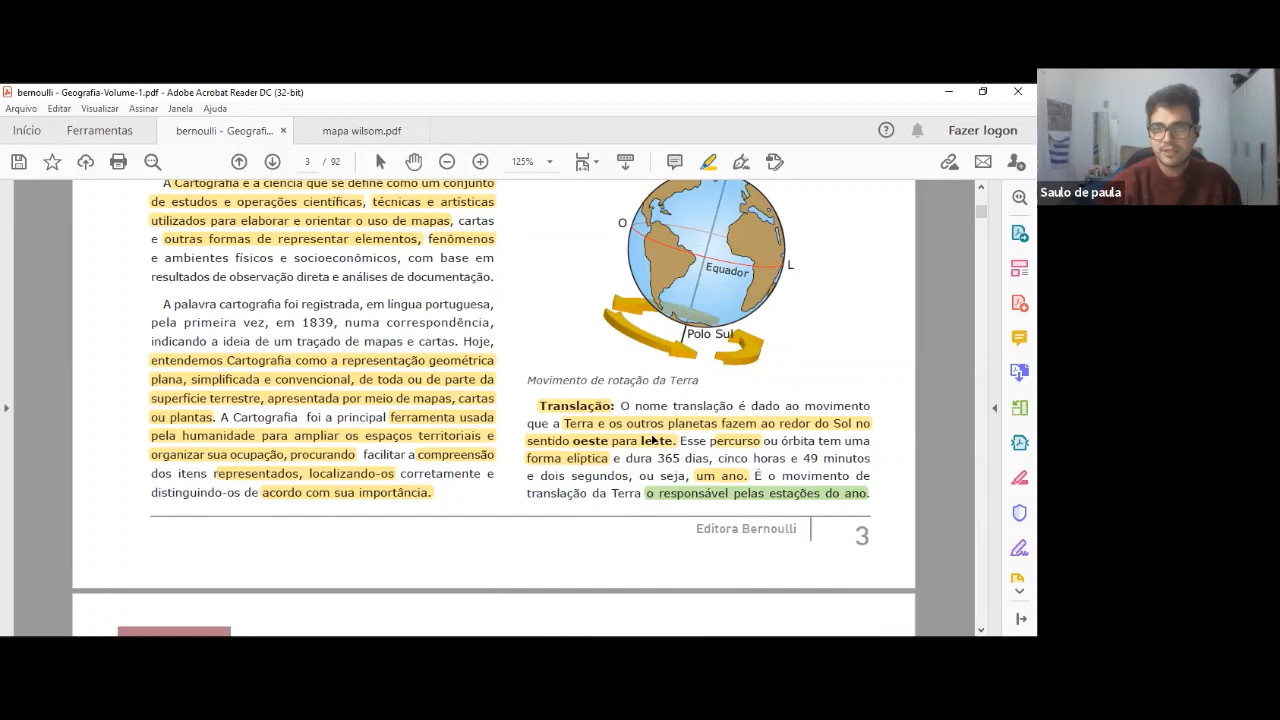 bernoulli - Geografia-Volume-1.pdf - Adobe Acrobat Reader DC (32-bit)
Arquivo Editar Visualizar Assinar Janela Ajuda
Início Ferramentas bernoulli - Geografi... × mapa wilsom.pdf Fazer logon
3 / 92 125%
Saulo de paula
A Cartografia é a ciência que se define como um conjunto
de estudos e operações científicas, técnicas e artísticas
utilizados para elaborar e orientar o uso de mapas, cartas
e outras formas de representar elementos, fenômenos
e ambientes físicos e socioeconômicos, com base em
resultados de observação direta e análises de documentação.
A palavra cartografia foi registrada, em língua portuguesa,
pela primeira vez, em 1839, numa correspondência,
indicando a ideia de um traçado de mapas e cartas. Hoje,
entendemos Cartografia como a representação geométrica
plana, simplificada e convencional, de toda ou de parte da
superfície terrestre, apresentada por meio de mapas, cartas
ou plantas. A Cartografia foi a principal ferramenta usada
pela humanidade para ampliar os espaços territoriais e
organizar sua ocupação, procurando facilitar a compreensão
dos itens representados, localizando-os corretamente e
distinguindo-os de acordo com sua importância.
O
Equador
L
Polo Sul
Movimento de rotação da Terra
Translação: O nome translação é dado ao movimento
que a Terra e os outros planetas fazem ao redor do Sol no
sentido oeste para leste. Esse percurso ou órbita tem uma
forma elíptica e dura 365 dias, cinco horas e 49 minutos
e dois segundos, ou seja, um ano. É o movimento de
translação da Terra o responsável pelas estações do ano.
Editora Bernoulli 3